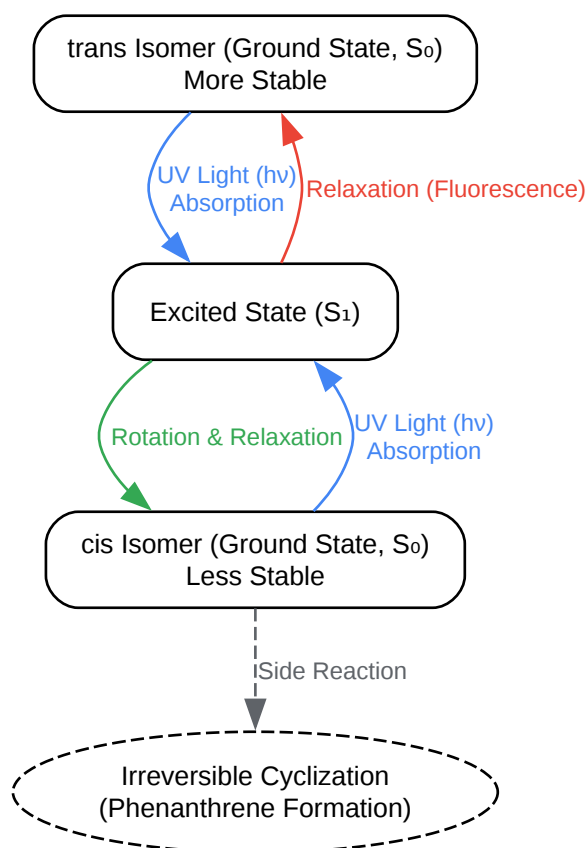 trans Isomer (Ground State, S₀)
More Stable
UV Light (hν)
Absorption
Relaxation (Fluorescence)
Excited State (S₁)
Rotation & Relaxation
UV Light (hν)
Absorption
cis Isomer (Ground State, S₀)
Less Stable
Side Reaction
Irreversible Cyclization
(Phenanthrene Formation)